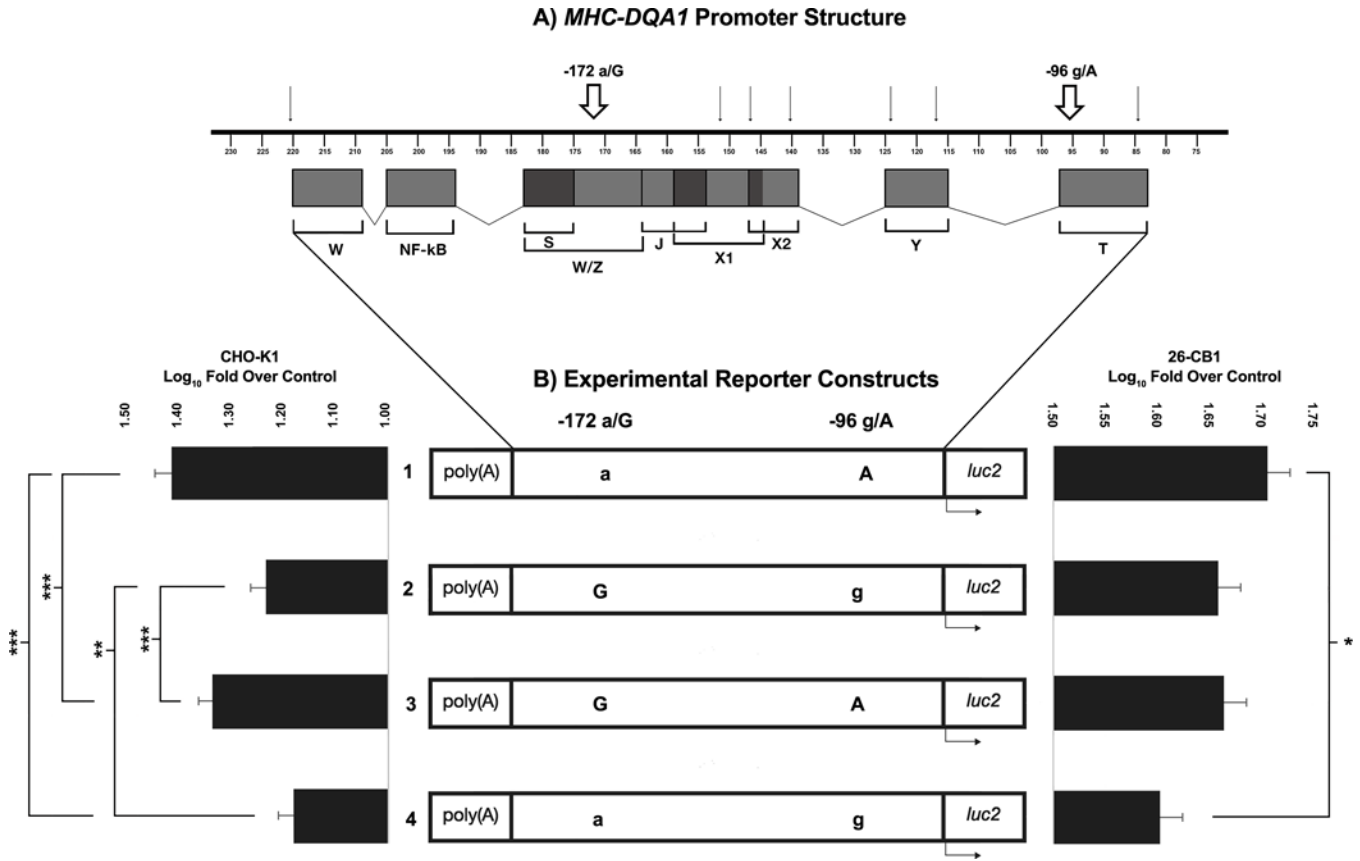 A) MHC-DQA1 Promoter Structure
-172 a/G -96 g/A
230 225 220 215 210 205 200 195 190 185 180 175 170 165 160 155 150 145 140 135 130 125 120 115 110 105 100 95 90 85 80 75
W NF-kB S J X2 Y T
W/Z X1
CHO-K1
Log10 Fold Over Control
26-CB1
Log10 Fold Over Control
B) Experimental Reporter Constructs
1.50 1.40 1.30 1.20 1.10 1.00
-172 a/G -96 g/A
1.50 1.55 1.60 1.65 1.70 1.75
1 poly(A) a A luc2
2 poly(A) G g luc2
*** *** ** *** *
3 poly(A) G A luc2
4 poly(A) a g luc2